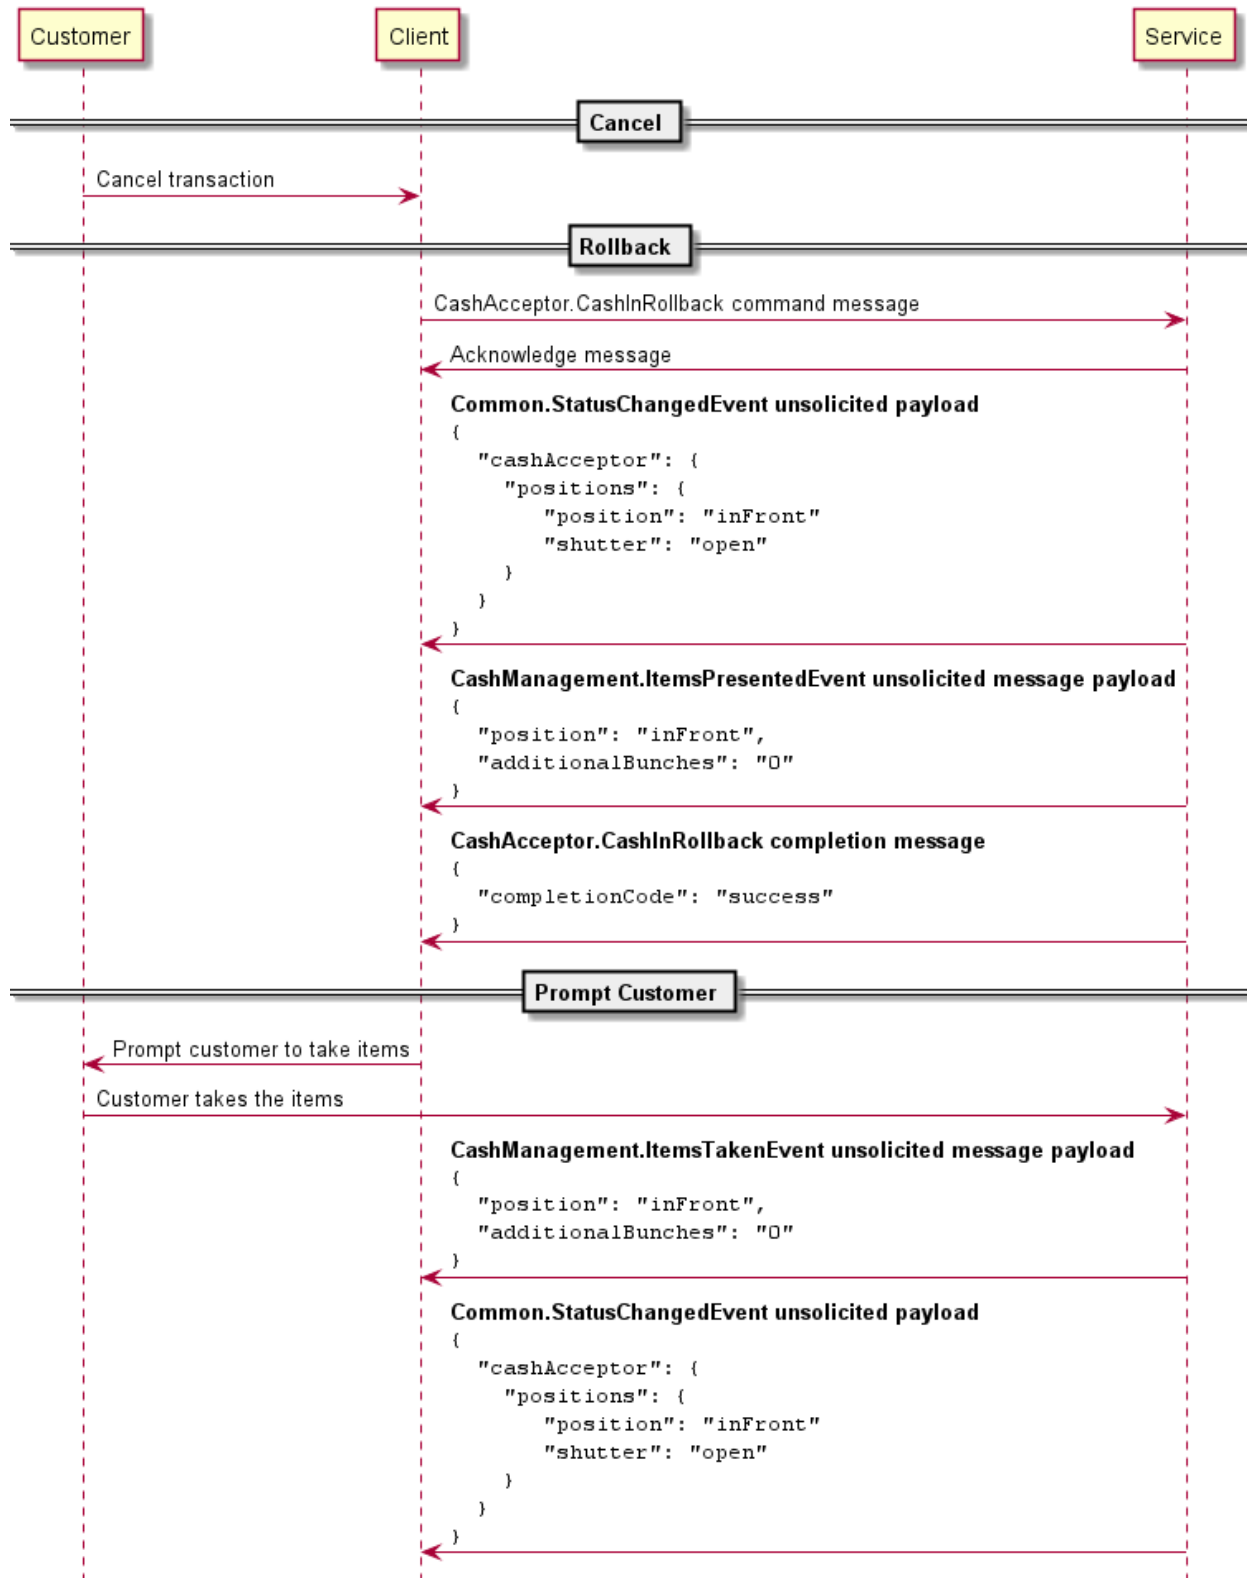 Customer
Client
Service
Cancel
Cancel transaction
Rollback
CashAcceptor.CashInRollback command message
Acknowledge message
Common.StatusChangedEvent unsolicited payload
{
"cashAcceptor": {
"positions": {
"position": "inFront"
"shutter": "open"
}
}
}
CashManagement.ItemsPresentedEvent unsolicited message payload
{
"position": "inFront",
"additionalBunches": "0"
}
CashAcceptor.CashInRollback completion message
{
"completionCode": "success"
}
Prompt Customer
Prompt customer to take items
Customer takes the items
CashManagement.ItemsTakenEvent unsolicited message payload
{
"position": "inFront",
"additionalBunches": "0"
}
Common.StatusChangedEvent unsolicited payload
{
"cashAcceptor": {
"positions": {
"position": "inFront"
"shutter": "open"
}
}
}